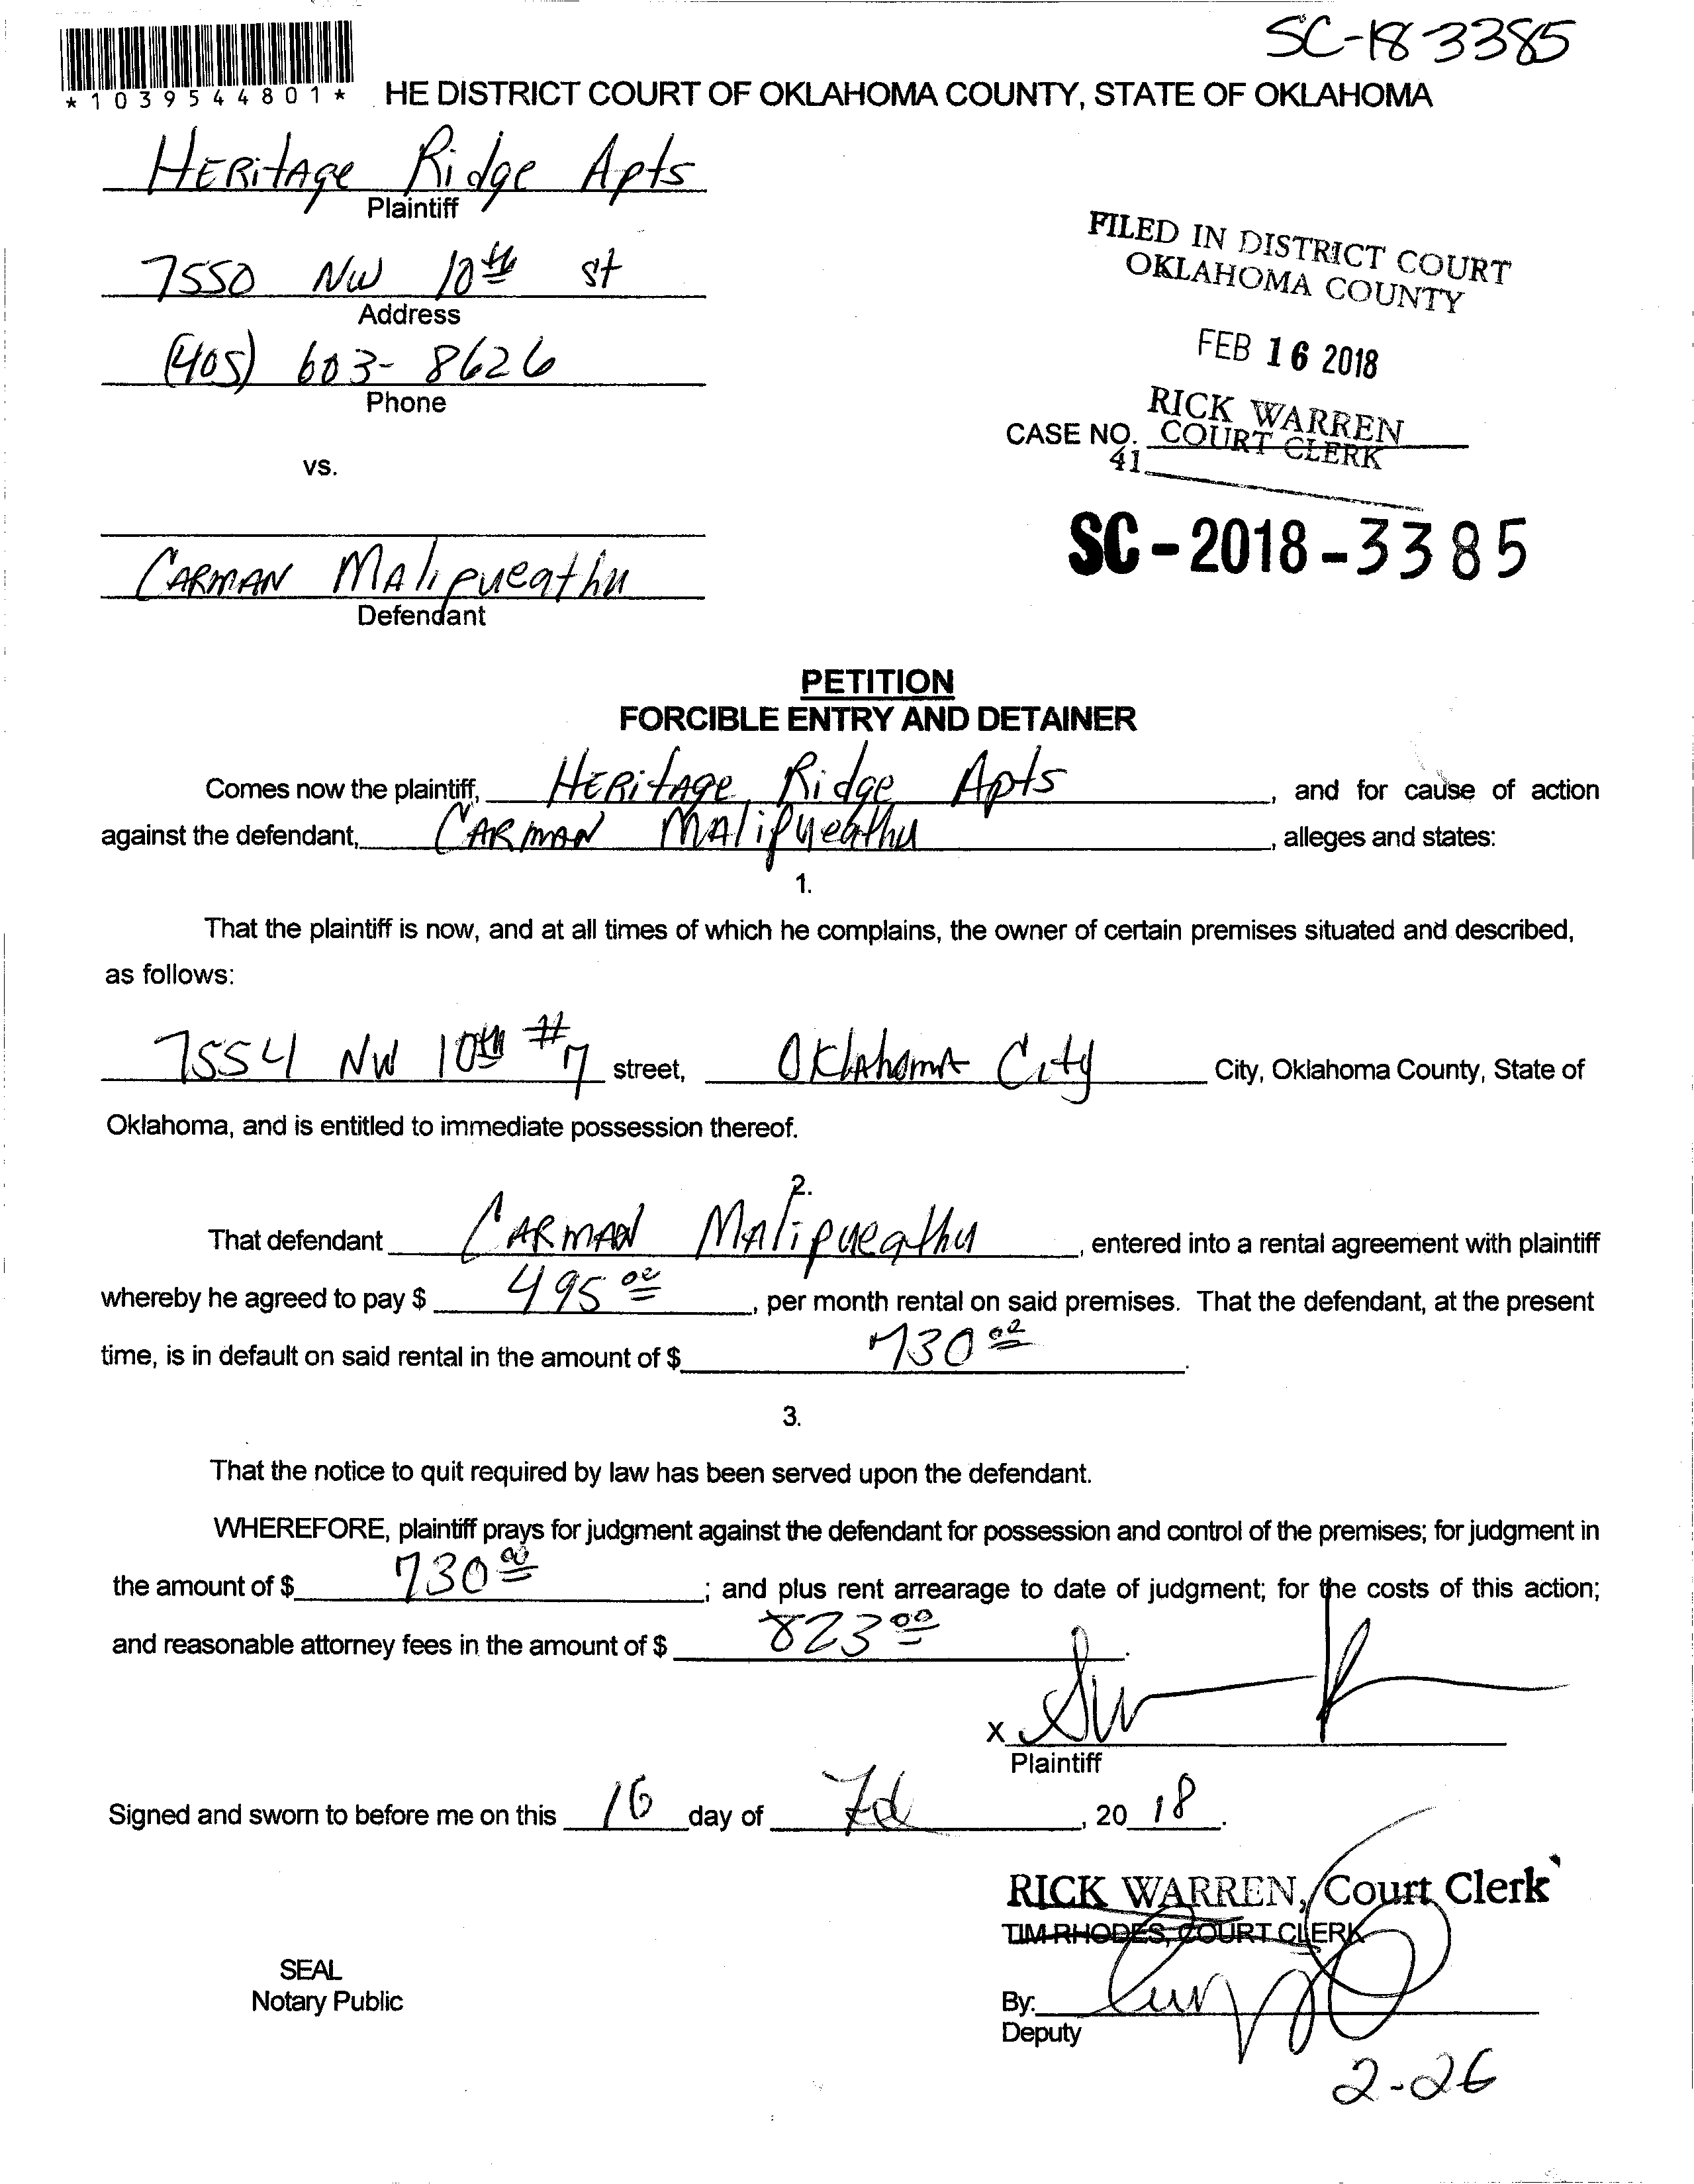 SC-18-3385
*1039544801*
HE DISTRICT COURT OF OKLAHOMA COUNTY, STATE OF OKLAHOMA
HERitAge Ridge Apts
Plaintiff
7550 NW 10th st
Address
(405) 603-8626
Phone
vs.
FILED IN DISTRICT COURT
OKLAHOMA COUNTY
FEB 16 2018
RICK WARREN
CASE NO. COURT CLERK
41
SC-2018-3385
CARMAN MAlipueathu
Defendant
PETITION
FORCIBLE ENTRY AND DETAINER
Comes now the plaintiff, HERitAge Ridge Apts, and for cause of action
against the defendant, CARMAN MAlipueathu, alleges and states:
1.
That the plaintiff is now, and at all times of which he complains, the owner of certain premises situated and described,
as follows:
7554 NW 10th #7 street, OklAhomA City City, Oklahoma County, State of
Oklahoma, and is entitled to immediate possession thereof.
2.
That defendant CARMAN MAlipueathu, entered into a rental agreement with plaintiff
whereby he agreed to pay $ 495 00, per month rental on said premises. That the defendant, at the present
time, is in default on said rental in the amount of $ 730 00.
3.
That the notice to quit required by law has been served upon the defendant.
WHEREFORE, plaintiff prays for judgment against the defendant for possession and control of the premises; for judgment in
the amount of $ 730 00; and plus rent arrearage to date of judgment; for the costs of this action;
and reasonable attorney fees in the amount of $ 823 00.
X
Plaintiff
Signed and sworn to before me on this 16 day of Feb, 2018.
RICK WARREN, Court Clerk
TIM RHODES, COURT CLERK
SEAL
Notary Public
By:
Deputy
2-26